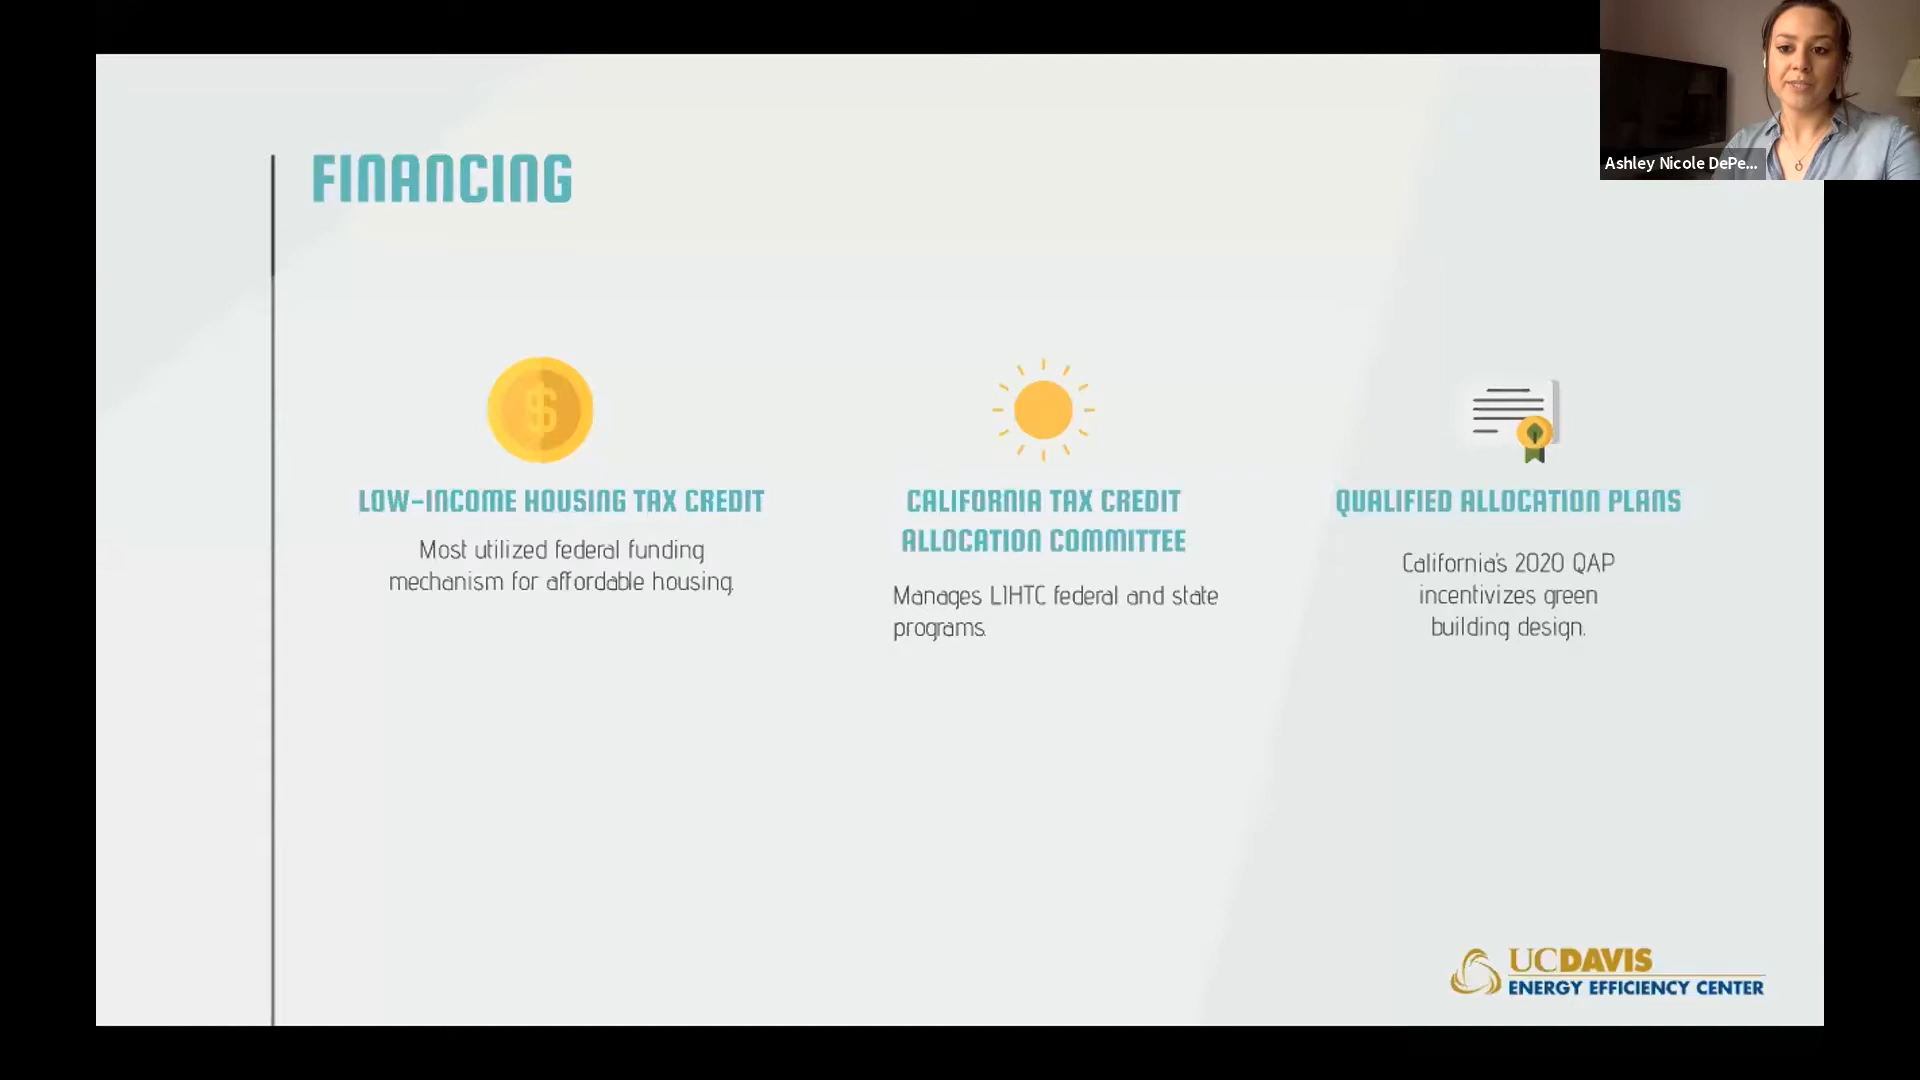 Ashley Nicole DePe...
FINANCING
$
LOW-INCOME HOUSING TAX CREDIT
Most utilized federal funding
mechanism for affordable housing.
CALIFORNIA TAX CREDIT
ALLOCATION COMMITTEE
Manages LIHTC federal and state
programs.
QUALIFIED ALLOCATION PLANS
California's 2020 QAP
incentivizes green
building design.
UCDAVIS
ENERGY EFFICIENCY CENTER